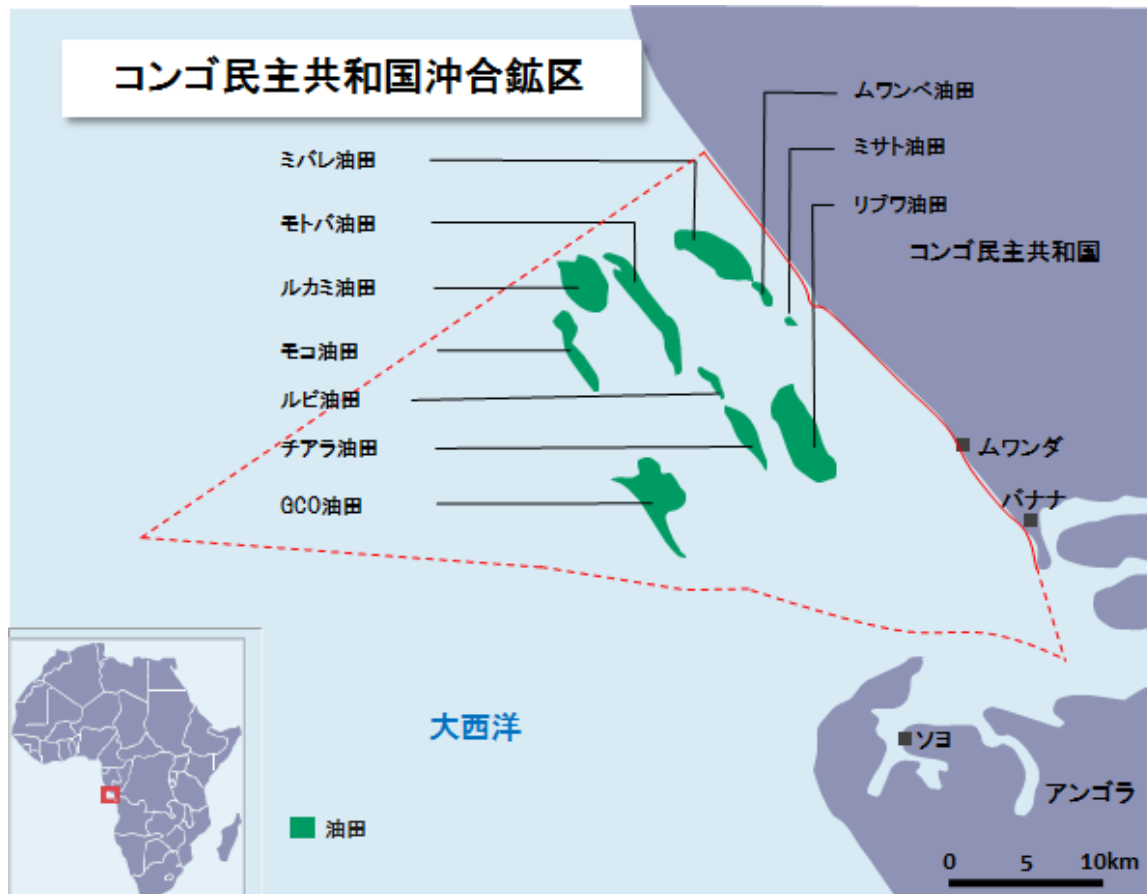 コンゴ民主共和国沖合鉱区
ミバレ油田
モトバ油田
ルカミ油田
モコ油田
ルビ油田
チアラ油田
GCO油田
ムワンベ油田
ミサト油田
リブワ油田
コンゴ民主共和国
ムワンダ
バナナ
大西洋
ソヨ
アンゴラ
油田
0 5 10km